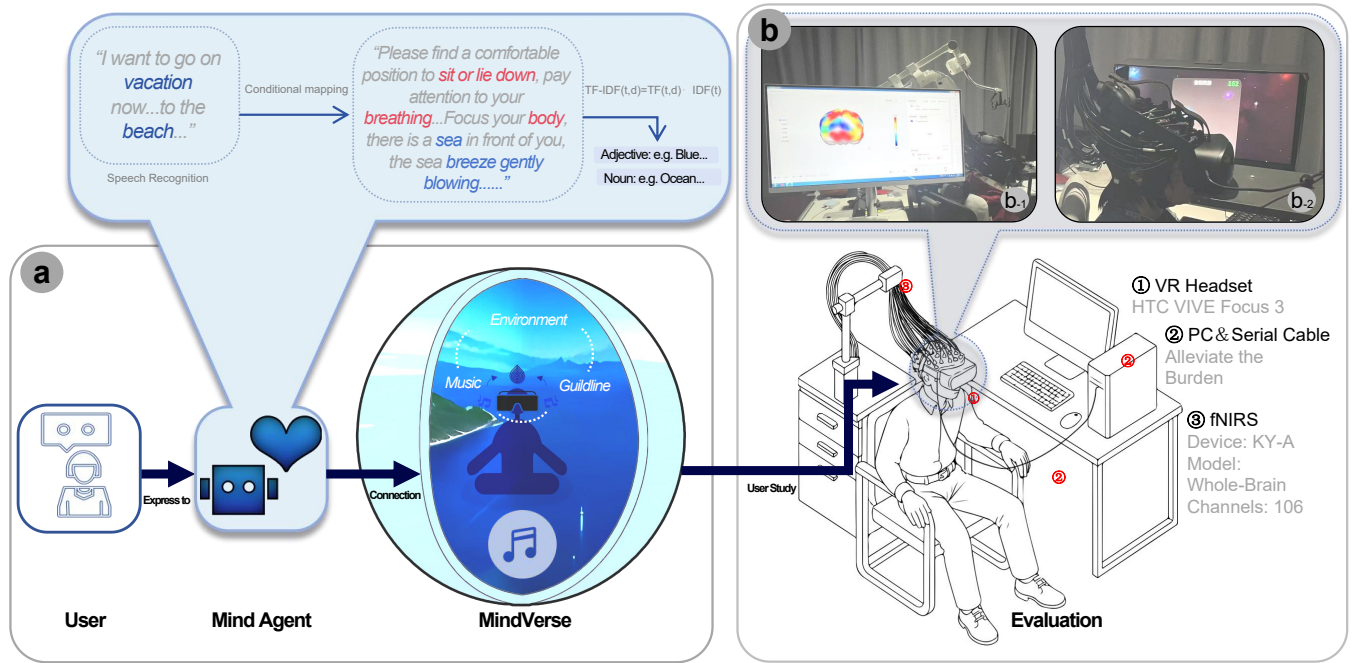 a
“I want to go on
vacation
now...to the
beach...”
Speech Recognition
Conditional mapping
“Please find a comfortable
position to sit or lie down, pay
attention to your
breathing...Focus your body,
there is a sea in front of you,
the sea breeze gently
blowing......”
TF-IDF(t,d)=TF(t,d) IDF(t)
Adjective: e.g. Blue...
Noun: e.g. Ocean...
Express to
Connection
Environment
Music
Guildline
User
Mind Agent
MindVerse
User Study
b
b-1
b-2
③
①
②
②
① VR Headset
HTC VIVE Focus 3
② PC&Serial Cable
Alleviate the
Burden
③ fNIRS
Device: KY-A
Model:
Whole-Brain
Channels: 106
Evaluation